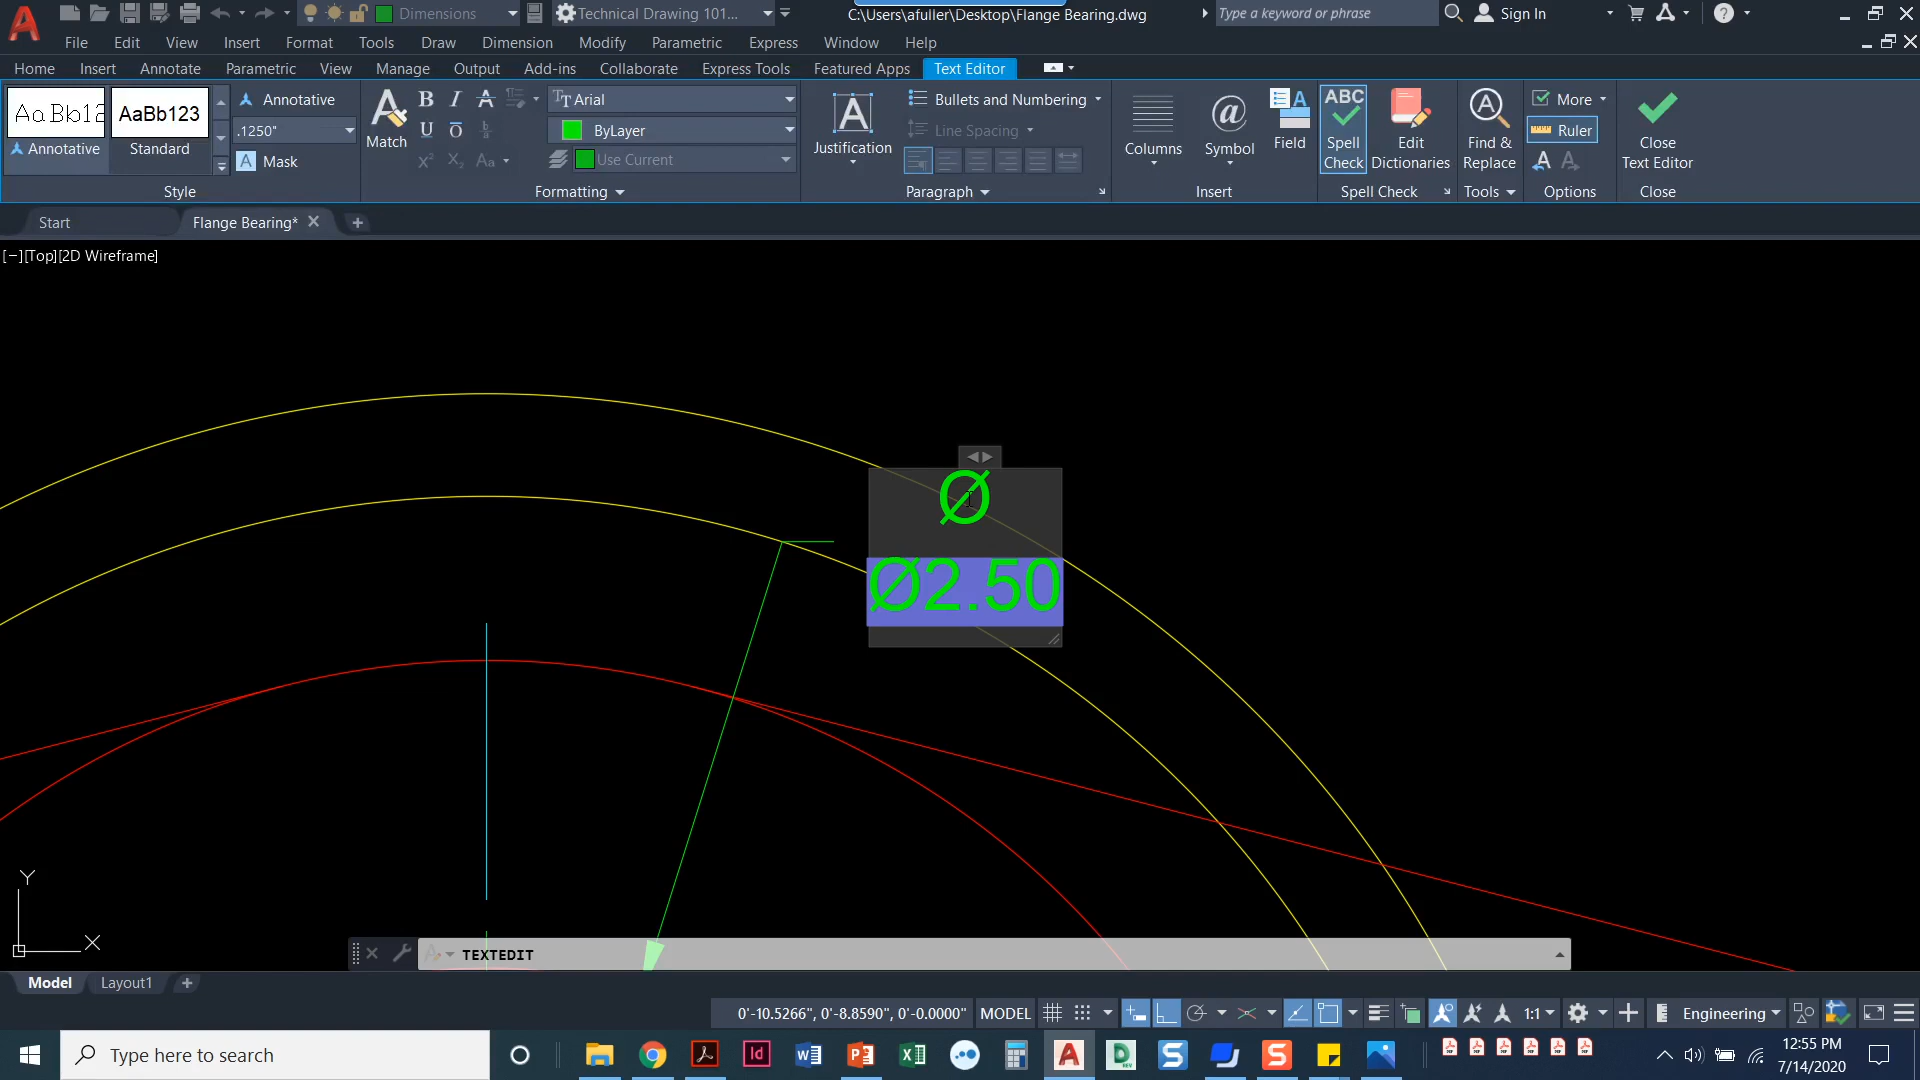 Dimensions
Technical Drawing 101...
C:\Users\afuller\Desktop\Flange Bearing.dwg
Type a keyword or phrase
Sign In
File Edit View Insert Format Tools Draw Dimension Modify Parametric Express Window Help
Home Insert Annotate Parametric View Manage Output Add-ins Collaborate Express Tools Featured Apps Text Editor
AaBb12
Annotative
AaBb123
Standard
Annotative
.1250"
Mask
Style
Match
Arial
ByLayer
Use Current
Formatting
Justification
Bullets and Numbering
Line Spacing
Paragraph
Columns
Symbol
Field
Insert
ABC
Spell
Check
Edit
Dictionaries
Spell Check
Find &
Replace
Tools
More
Ruler
Options
Close
Text Editor
Close
Start
Flange Bearing*
[−][Top][2D Wireframe]
Ø
Ø2.50
Y
X
TEXTEDIT
Model
Layout1
0'-10.5266", 0'-8.8590", 0'-0.0000"
MODEL
1:1
Engineering
Type here to search
12:55 PM
7/14/2020